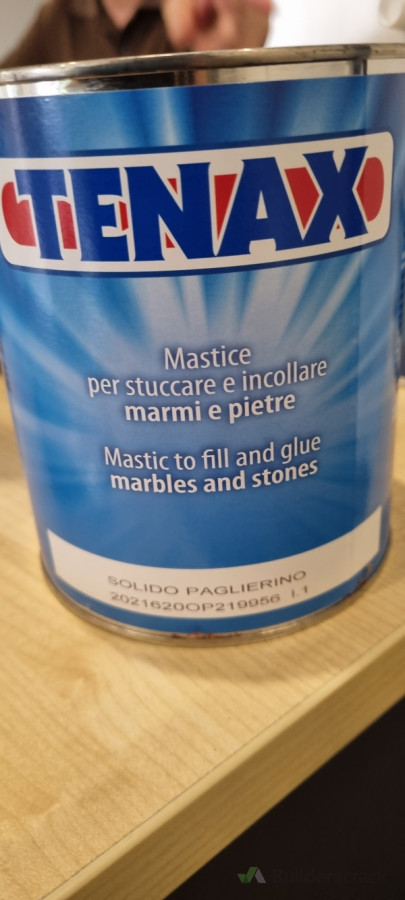 TENAX
Mastice
per stuccare e incollare
marmi e pietre
Mastic to fill and glue
marbles and stones
SOLIDO PAGLIERINO
2021620OP219956 l.1